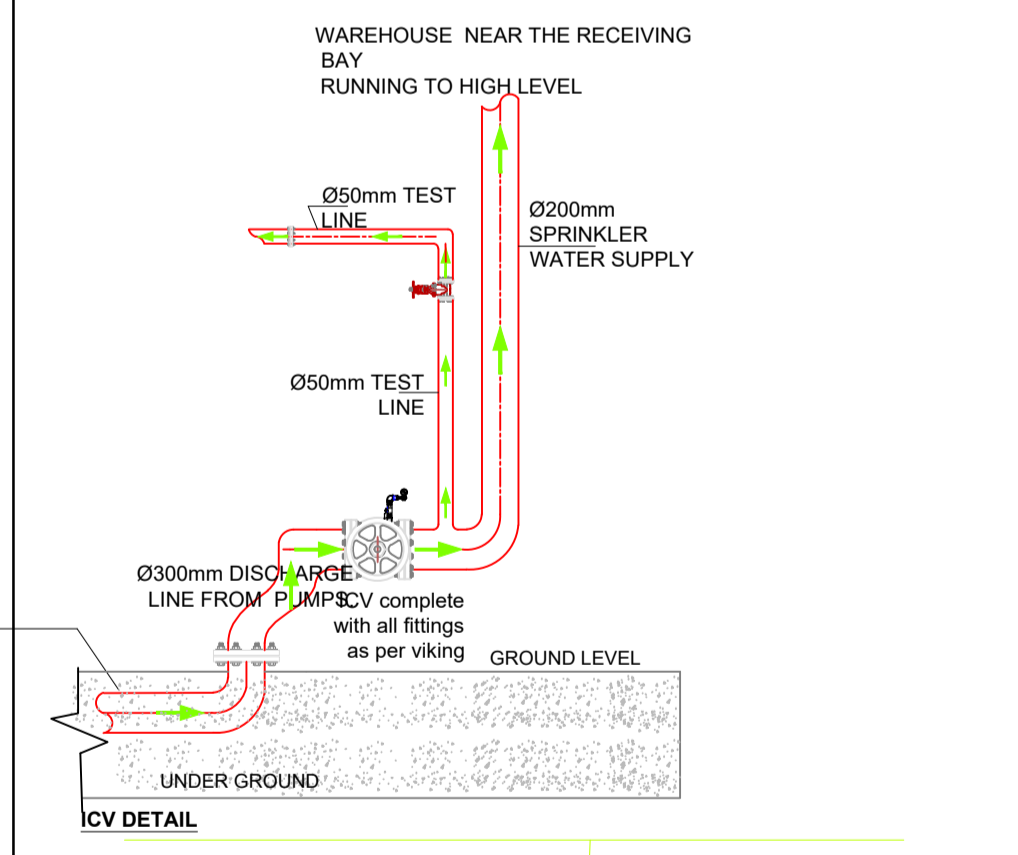 WAREHOUSE NEAR THE RECEIVING
BAY
RUNNING TO HIGH LEVEL
Ø50mm TEST
LINE
Ø200mm
SPRINKLER
WATER SUPPLY
Ø50mm TEST
LINE
Ø300mm DISCHARGE
LINE FROM PUMPS
ICV complete
with all fittings
as per viking
GROUND LEVEL
UNDER GROUND
ICV DETAIL